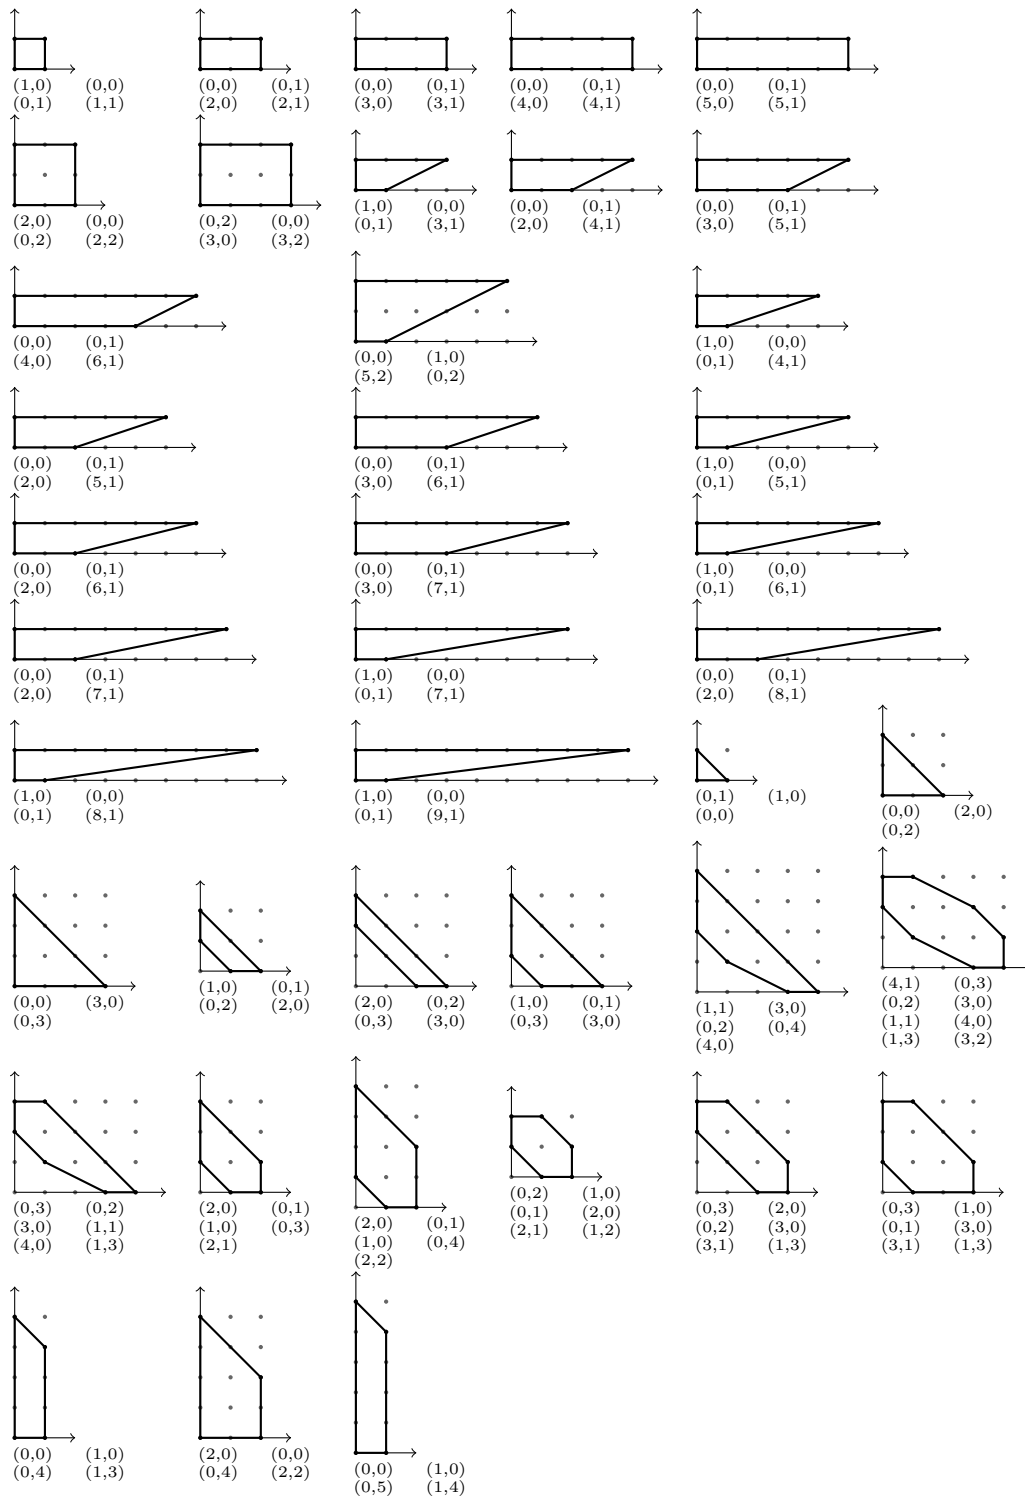 (1,0) (0,0) (0,0) (0,1) (0,0) (0,1) (0,0) (0,1) (0,0) (0,1)
(0,1) (1,1) (2,0) (2,1) (3,0) (3,1) (4,0) (4,1) (5,0) (5,1)
(2,0) (0,0) (0,2) (0,0) (1,0) (0,0) (0,0) (0,1) (0,0) (0,1)
(0,2) (2,2) (3,0) (3,2) (0,1) (3,1) (2,0) (4,1) (3,0) (5,1)
(0,0) (0,1) (0,0) (1,0) (1,0) (0,0)
(4,0) (6,1) (5,2) (0,2) (0,1) (4,1)
(0,0) (0,1) (0,0) (0,1) (1,0) (0,0)
(2,0) (5,1) (3,0) (6,1) (0,1) (5,1)
(0,0) (0,1) (0,0) (0,1) (1,0) (0,0)
(2,0) (6,1) (3,0) (7,1) (0,1) (6,1)
(0,0) (0,1) (1,0) (0,0) (0,0) (0,1)
(2,0) (7,1) (0,1) (7,1) (2,0) (8,1)
(1,0) (0,0) (1,0) (0,0) (0,1) (1,0) (0,0) (2,0)
(0,1) (8,1) (0,1) (9,1) (0,0) (0,2)
(0,0) (3,0) (1,0) (0,1) (2,0) (0,2) (1,0) (0,1) (1,1) (3,0) (4,1) (0,3)
(0,3) (0,2) (2,0) (0,3) (3,0) (0,3) (3,0) (0,2) (0,4) (0,2) (3,0)
(4,0) (1,1) (4,0)
(1,3) (3,2)
(0,3) (0,2) (2,0) (0,1) (2,0) (0,1) (0,2) (1,0) (0,3) (2,0) (0,3) (1,0)
(3,0) (1,1) (1,0) (0,3) (1,0) (0,4) (0,1) (2,0) (0,2) (3,0) (0,1) (3,0)
(4,0) (1,3) (2,1) (2,2) (2,1) (1,2) (3,1) (1,3) (3,1) (1,3)
(0,0) (1,0) (2,0) (0,0) (0,0) (1,0)
(0,4) (1,3) (0,4) (2,2) (0,5) (1,4)